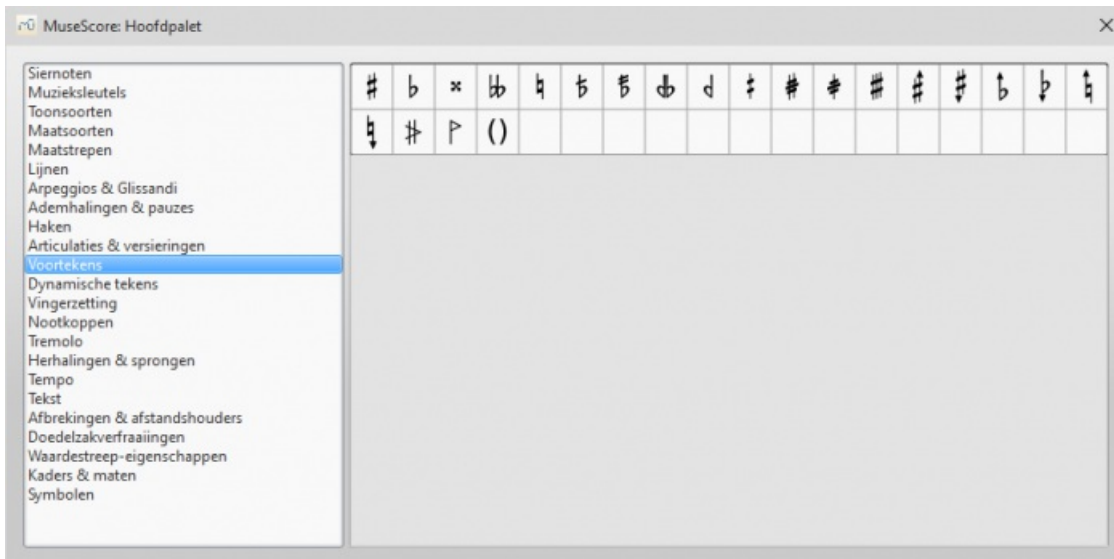 MuseScore: Hoofdpalet
Siernoten
Muzieksleutels
Toonsoorten
Maatsoorten
Maatstrepen
Lijnen
Arpeggios & Glissandi
Ademhalingen & pauzes
Haken
Articulaties & versieringen
Voortekens
Dynamische tekens
Vingerzetting
Nootkoppen
Tremolo
Herhalingen & sprongen
Tempo
Tekst
Afbrekingen & afstandshouders
Doedelzakverfraaiingen
Waardestreep-eigenschappen
Kaders & maten
Symbolen